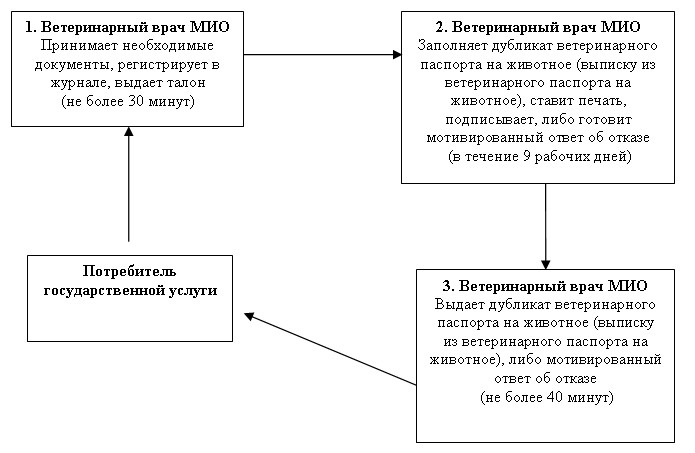 1. Ветеринарный врач МИО
Принимает необходимые
документы, регистрирует в
журнале, выдает талон
(не более 30 минут)
2. Ветеринарный врач МИО
Заполняет дубликат ветеринарного
паспорта на животное (выписку из
ветеринарного паспорта на
животное), ставит печать,
подписывает, либо готовит
мотивированный ответ об отказе
(в течение 9 рабочих дней)
3. Ветеринарный врач МИО
Выдает дубликат ветеринарного
паспорта на животное (выписку
из ветеринарного паспорта на
животное), либо мотивированный
ответ об отказе
(не более 40 минут)
Потребитель
государственной услуги